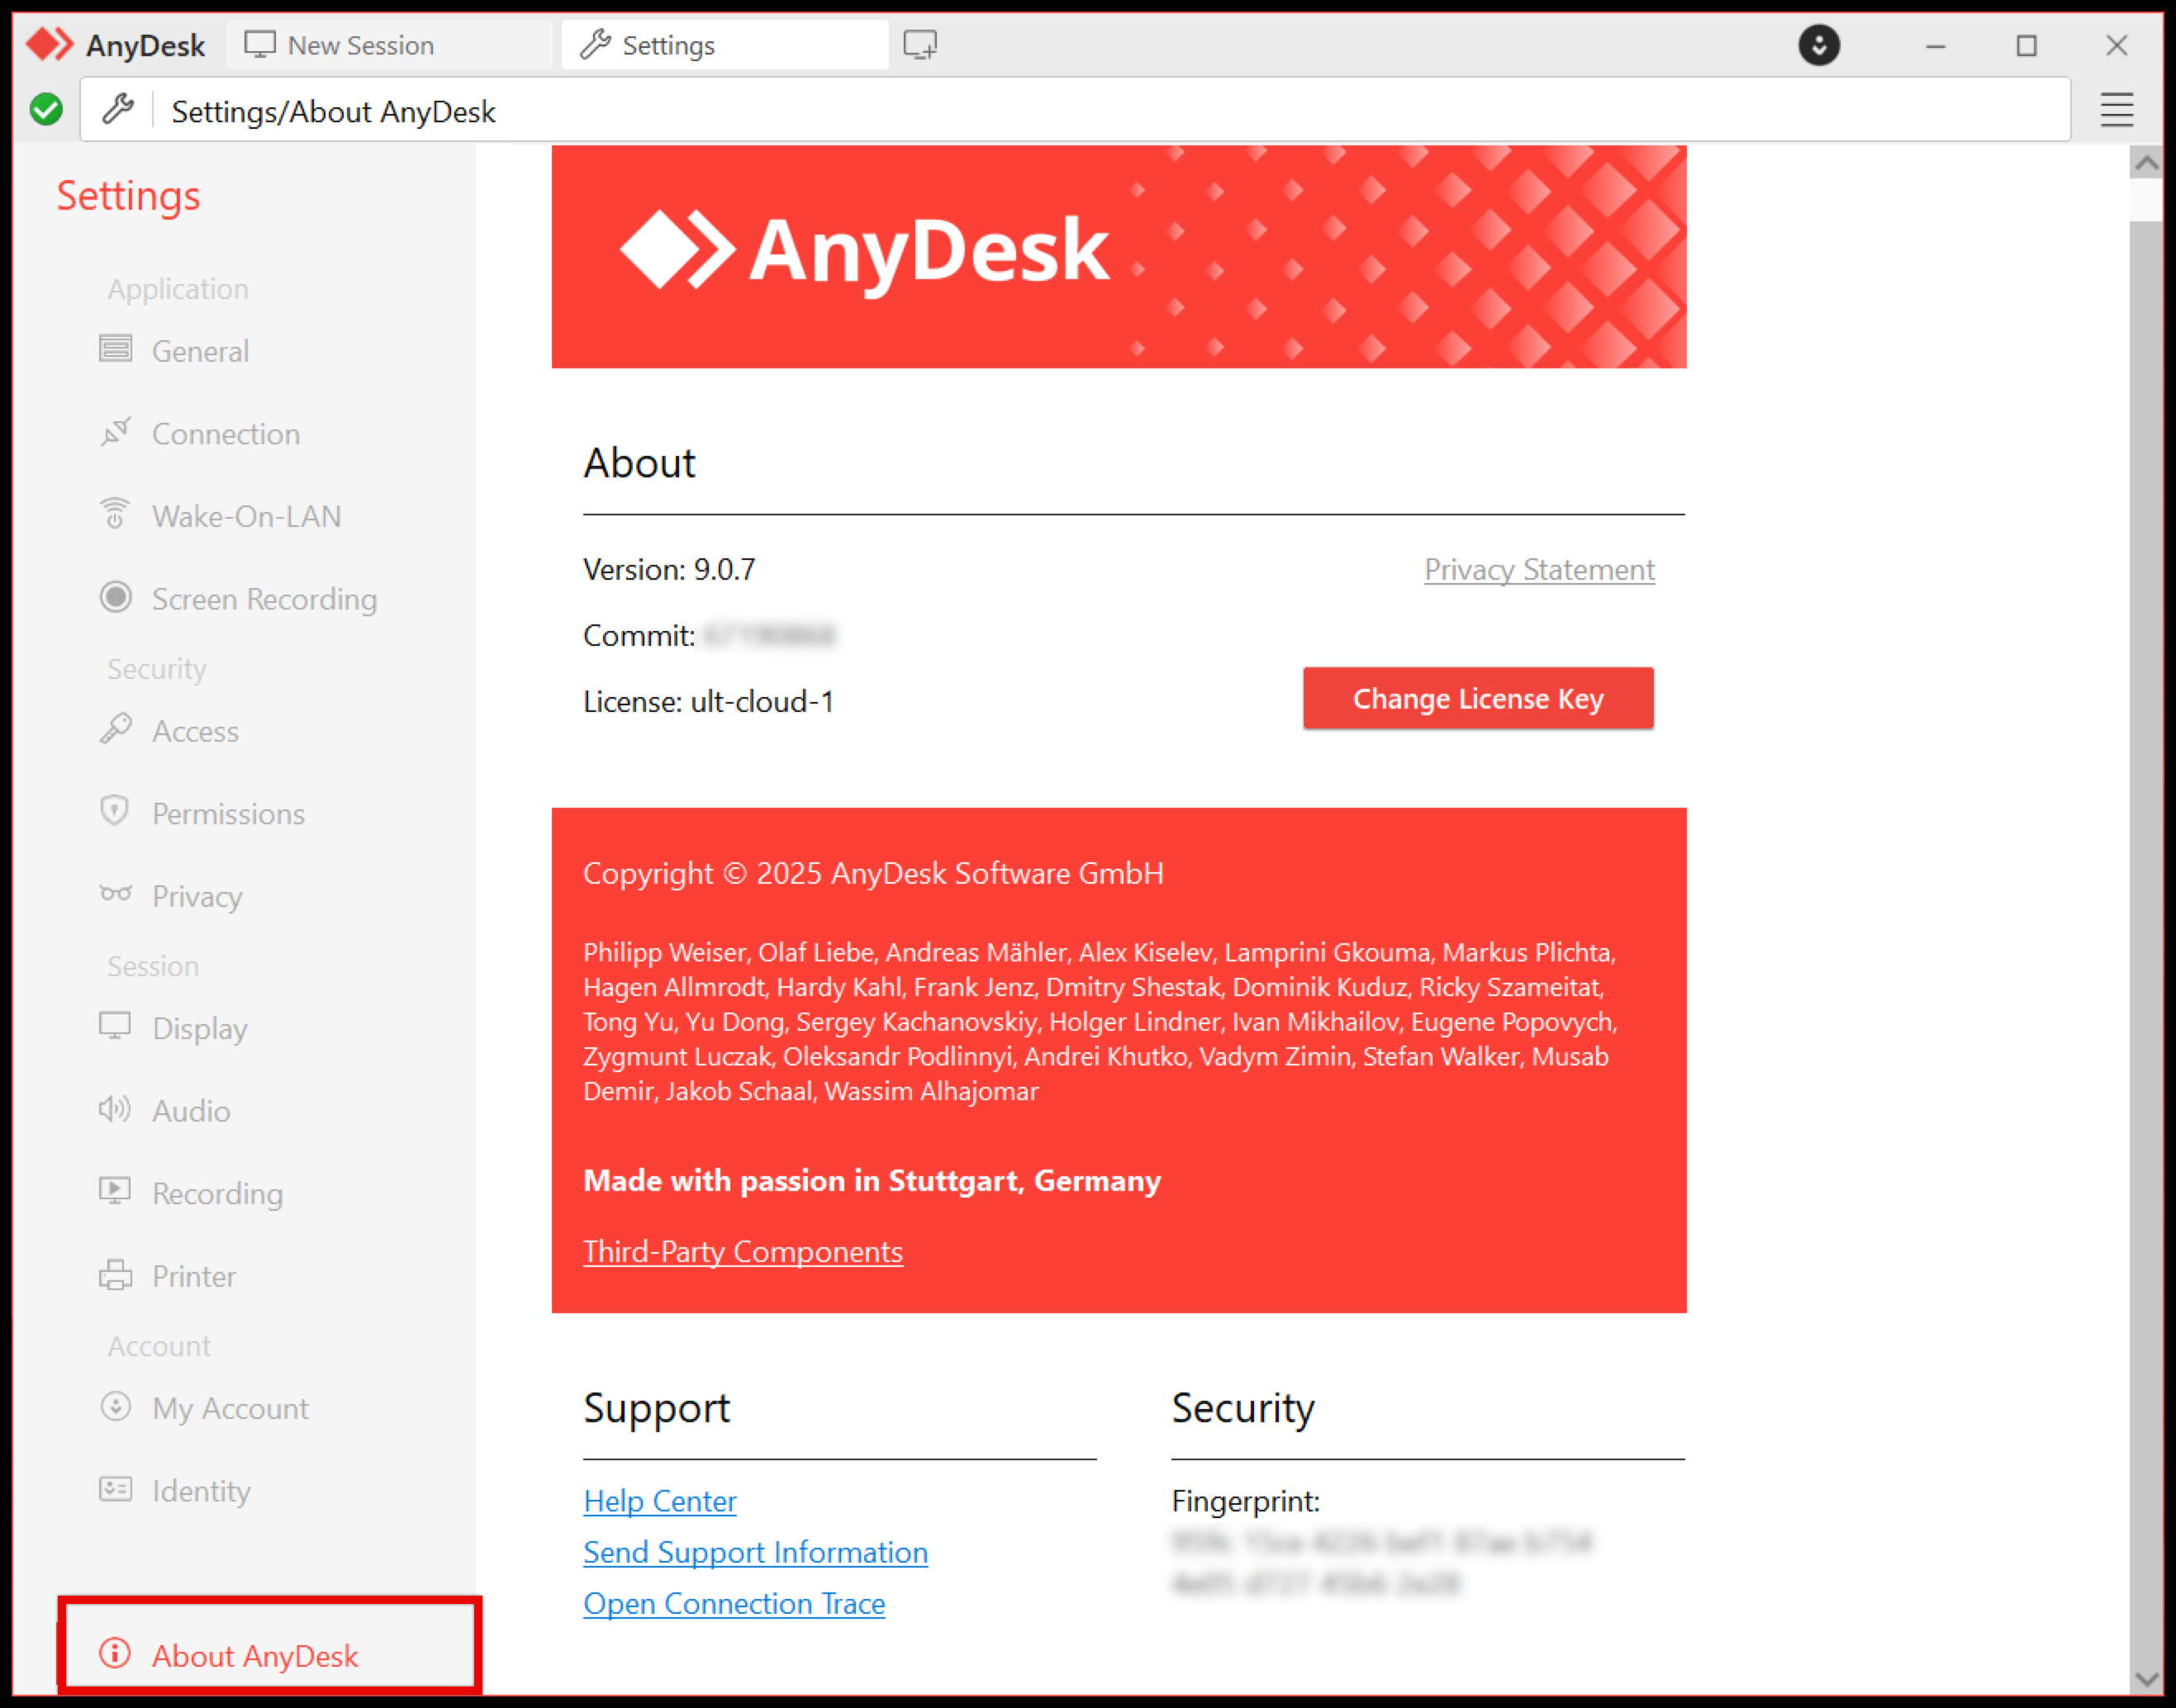 AnyDesk
New Session
Settings
Settings/About AnyDesk
Settings
Application
General
Connection
Wake-On-LAN
Screen Recording
Security
Access
Permissions
Privacy
Session
Display
Audio
Recording
Printer
Account
My Account
Identity
About AnyDesk
AnyDesk
About
Version: 9.0.7
Privacy Statement
Commit:
License: ult-cloud-1
Change License Key
Copyright © 2025 AnyDesk Software GmbH
Philipp Weiser, Olaf Liebe, Andreas Mähler, Alex Kiselev, Lamprini Gkouma, Markus Plichta,
Hagen Allmrodt, Hardy Kahl, Frank Jenz, Dmitry Shestak, Dominik Kuduz, Ricky Szameitat,
Tong Yu, Yu Dong, Sergey Kachanovskiy, Holger Lindner, Ivan Mikhailov, Eugene Popovych,
Zygmunt Luczak, Oleksandr Podlinnyi, Andrei Khutko, Vadym Zimin, Stefan Walker, Musab
Demir, Jakob Schaal, Wassim Alhajomar
Made with passion in Stuttgart, Germany
Third-Party Components
Support
Help Center
Send Support Information
Open Connection Trace
Security
Fingerprint: